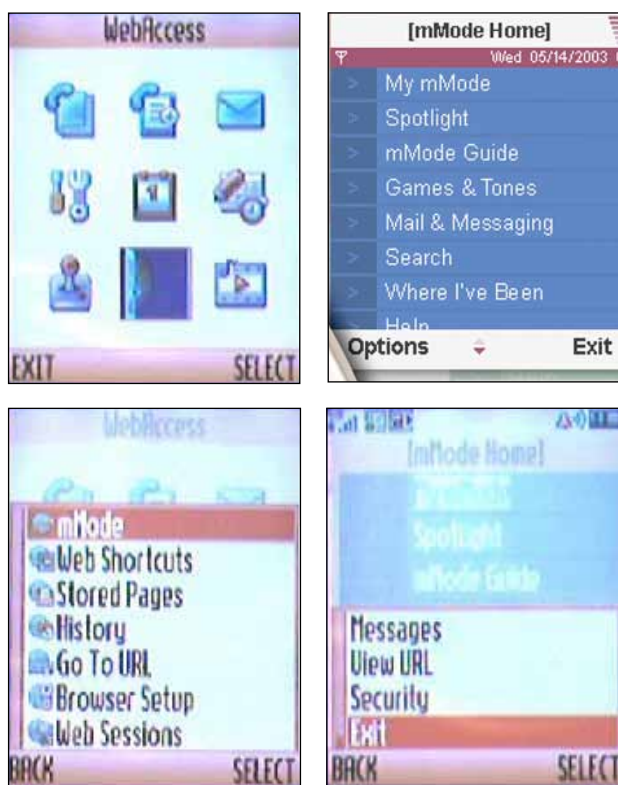 WebAccess
EXIT SELECT
[mMode Home]
Wed 05/14/2003
> My mMode
> Spotlight
> mMode Guide
> Games & Tones
> Mail & Messaging
> Search
> Where I've Been
> Help
Options Exit
WebAccess
mMode
Web Shortcuts
Stored Pages
History
Go To URL
Browser Setup
Web Sessions
BACK SELECT
[mMode Home]
Spotlight
mMode Guide
Messages
View URL
Security
Exit
BACK SELECT